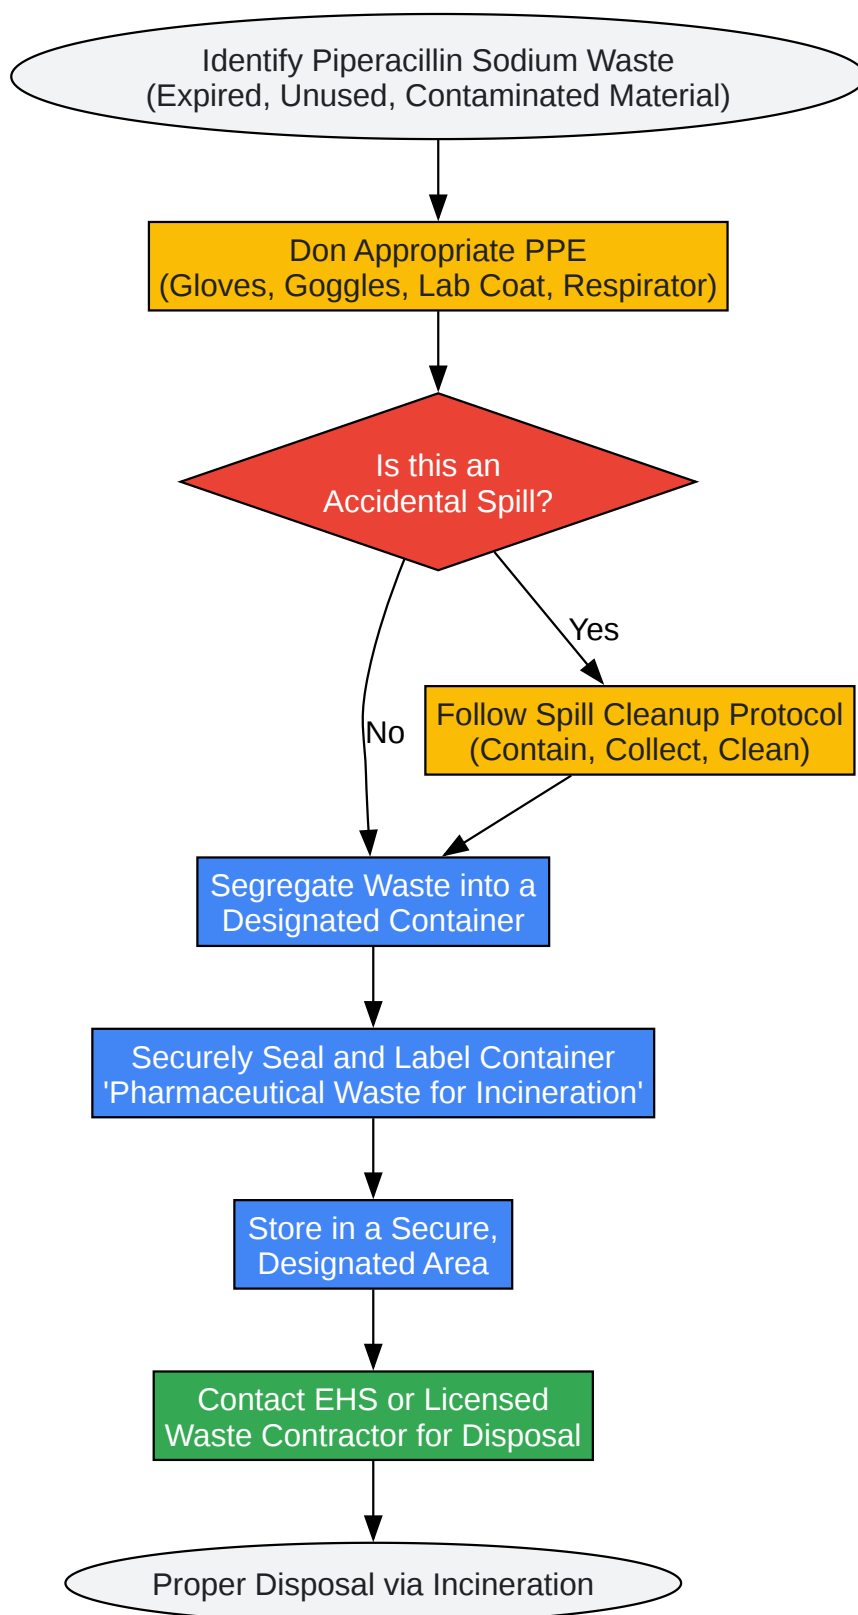 Identify Piperacillin Sodium Waste
(Expired, Unused, Contaminated Material)
Don Appropriate PPE
(Gloves, Goggles, Lab Coat, Respirator)
Is this an
Accidental Spill?
Yes
Follow Spill Cleanup Protocol
(Contain, Collect, Clean)
No
Segregate Waste into a
Designated Container
Securely Seal and Label Container
'Pharmaceutical Waste for Incineration'
Store in a Secure,
Designated Area
Contact EHS or Licensed
Waste Contractor for Disposal
Proper Disposal via Incineration